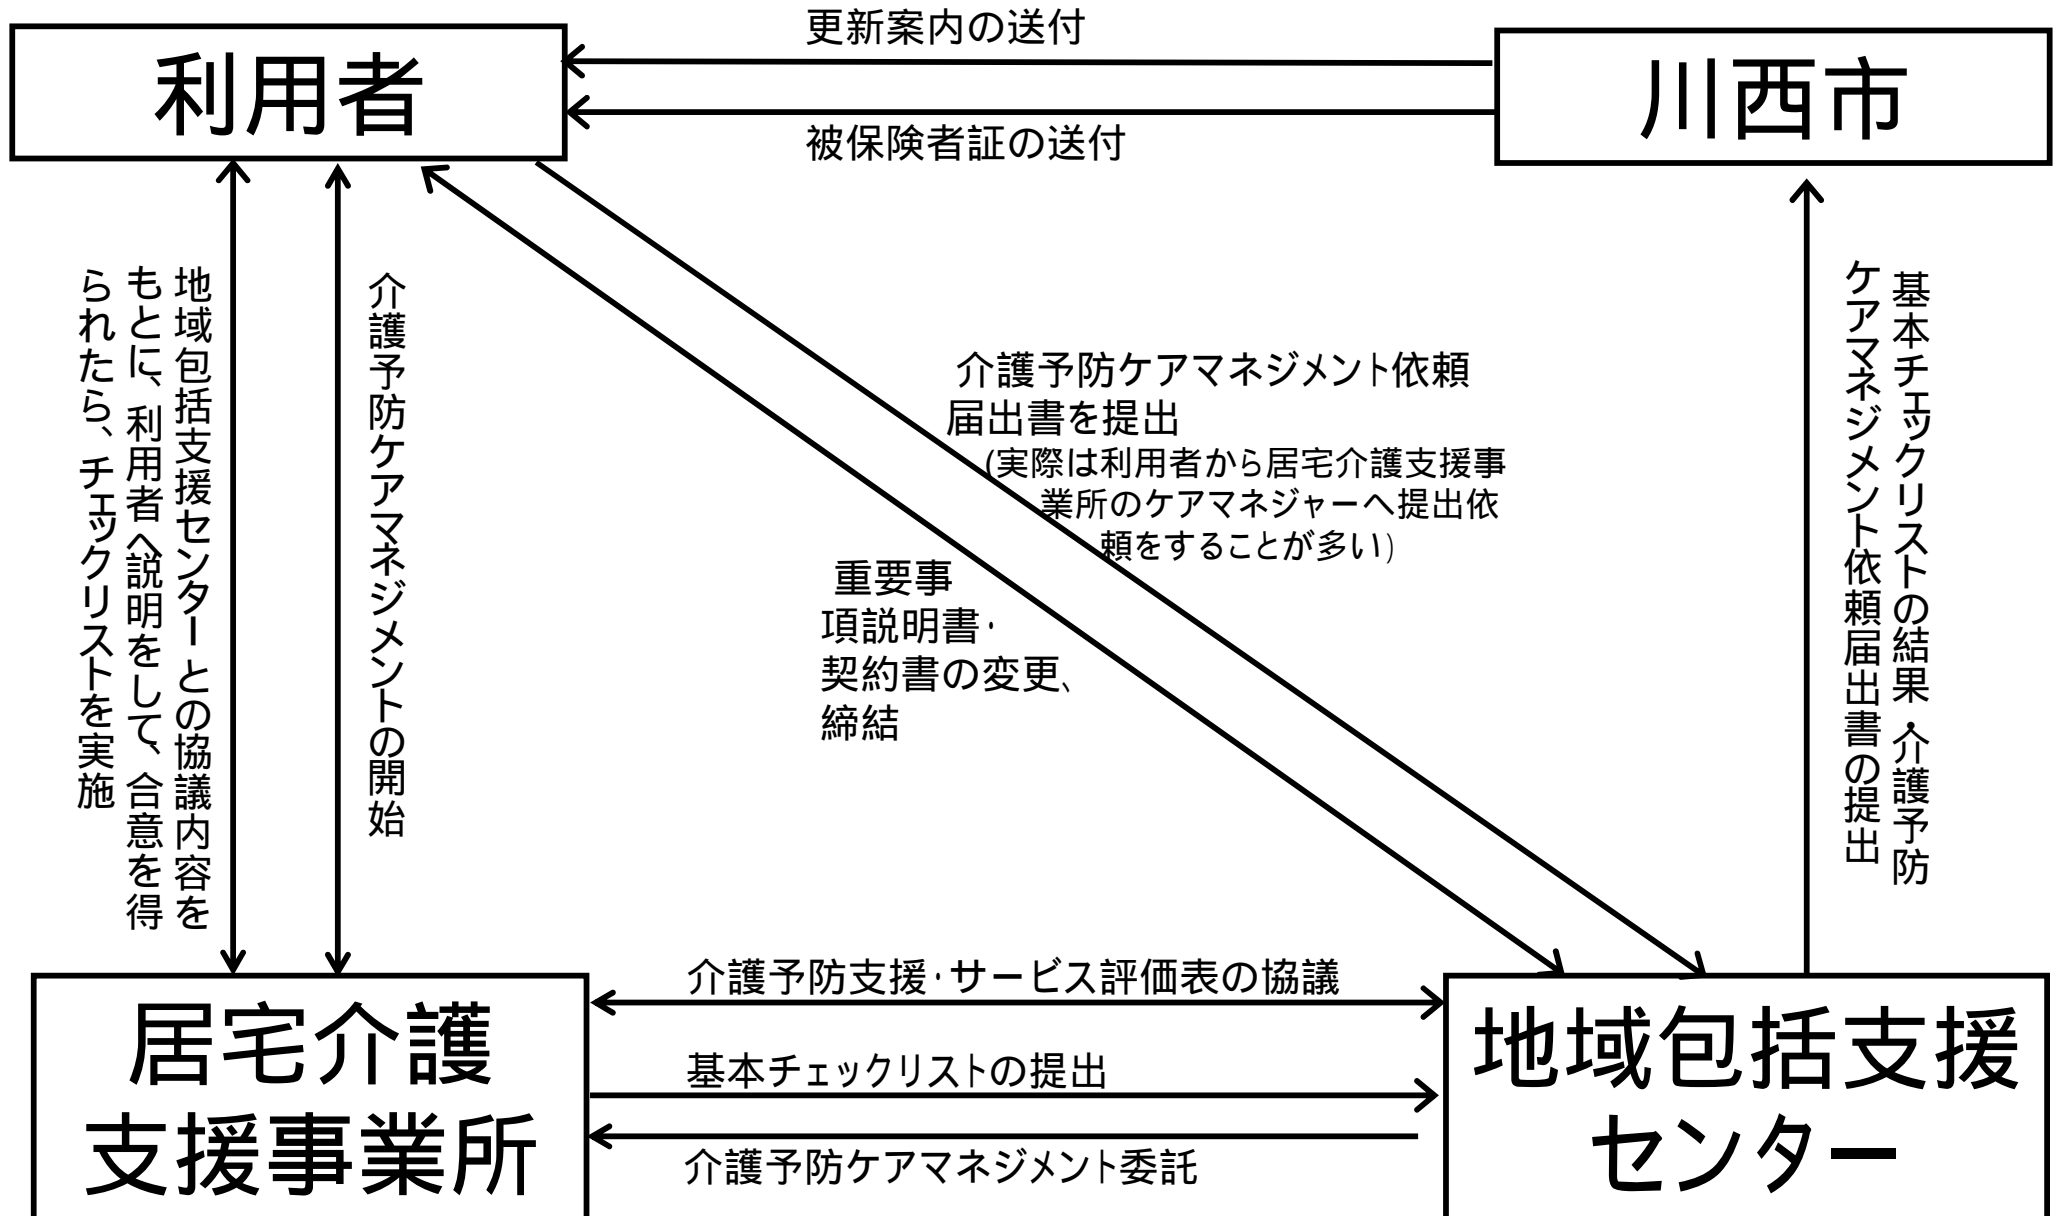 更新案内の送付
利用者
川西市
被保険者証の送付
地域包括支援センターとの協議内容を
もとに、利用者へ説明をして、合意を得
られたら、チェックリストを実施
介護予防ケアマネジメントの開始
介護予防ケアマネジメント依頼
届出書を提出
(実際は利用者から居宅介護支援事
業所のケアマネジャーへ提出依
頼をすることが多い)
重要事
項説明書・
契約書の変更、
締結
基本チェックリストの結果・介護予防
ケアマネジメント依頼届出書の提出
介護予防支援・サービス評価表の協議
基本チェックリストの提出
介護予防ケアマネジメント委託
居宅介護
支援事業所
地域包括支援
センター